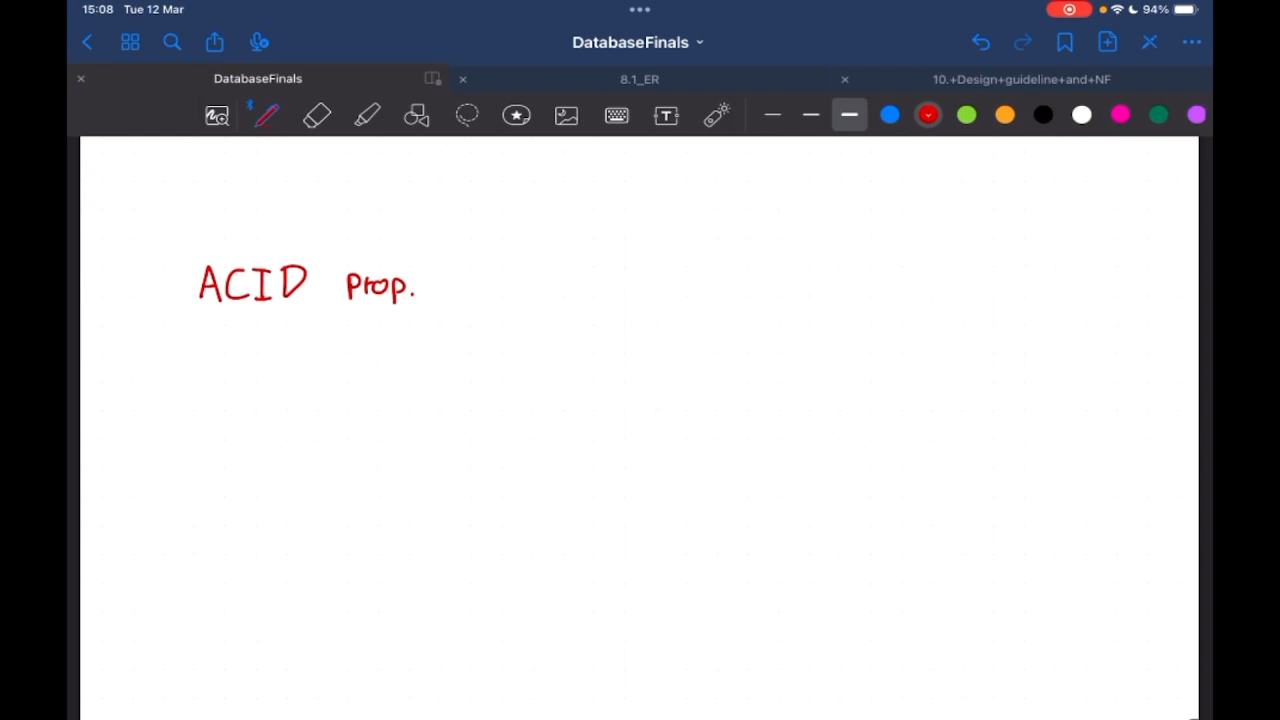 15:08 Tue 12 Mar 94%
DatabaseFinals
DatabaseFinals 8.1_ER 10.+Design+guideline+and+NF
ACID prop.